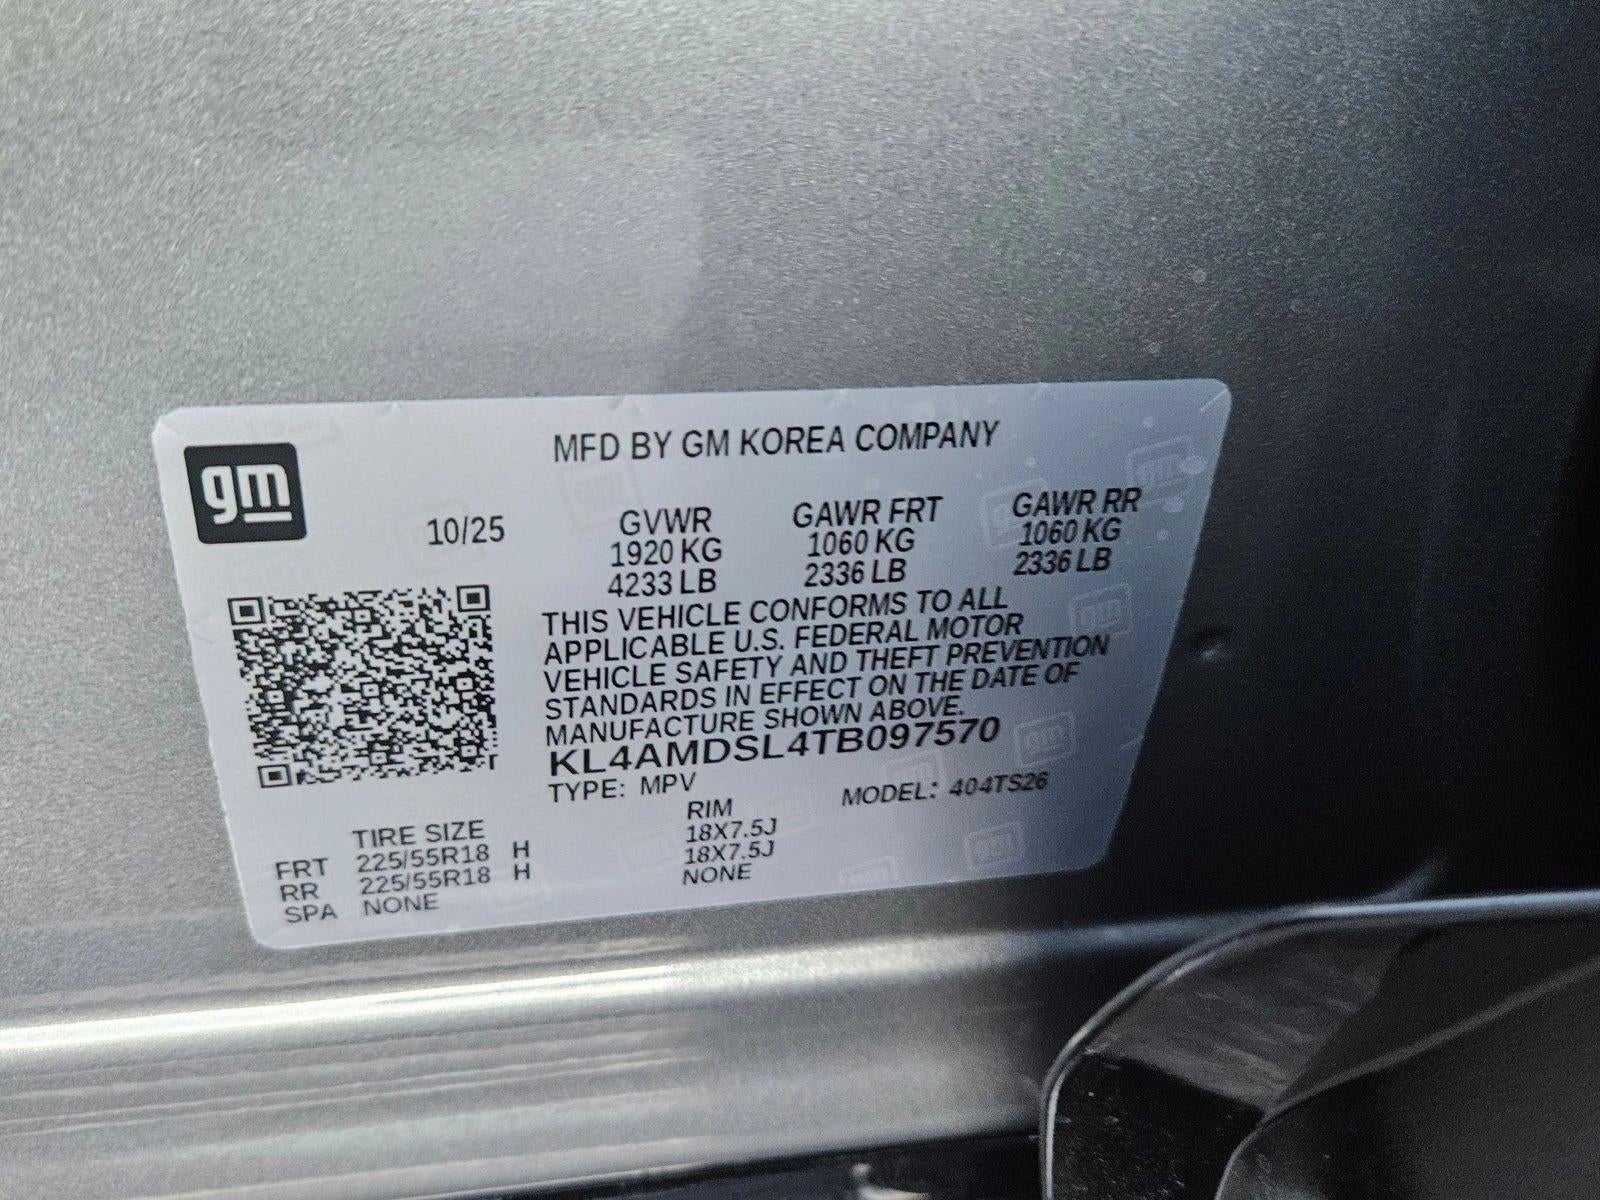 gm
MFD BY GM KOREA COMPANY
10/25
GVWR GAWR FRT GAWR RR
1920 KG 1060 KG 1060 KG
4233 LB 2336 LB 2336 LB
THIS VEHICLE CONFORMS TO ALL
APPLICABLE U.S. FEDERAL MOTOR
VEHICLE SAFETY AND THEFT PREVENTION
STANDARDS IN EFFECT ON THE DATE OF
MANUFACTURE SHOWN ABOVE.
KL4AMDSL4TB097570
TYPE: MPV MODEL: 404TS26
TIRE SIZE RIM
FRT 225/55R18 H 18X7.5J
RR 225/55R18 H 18X7.5J
SPA NONE NONE